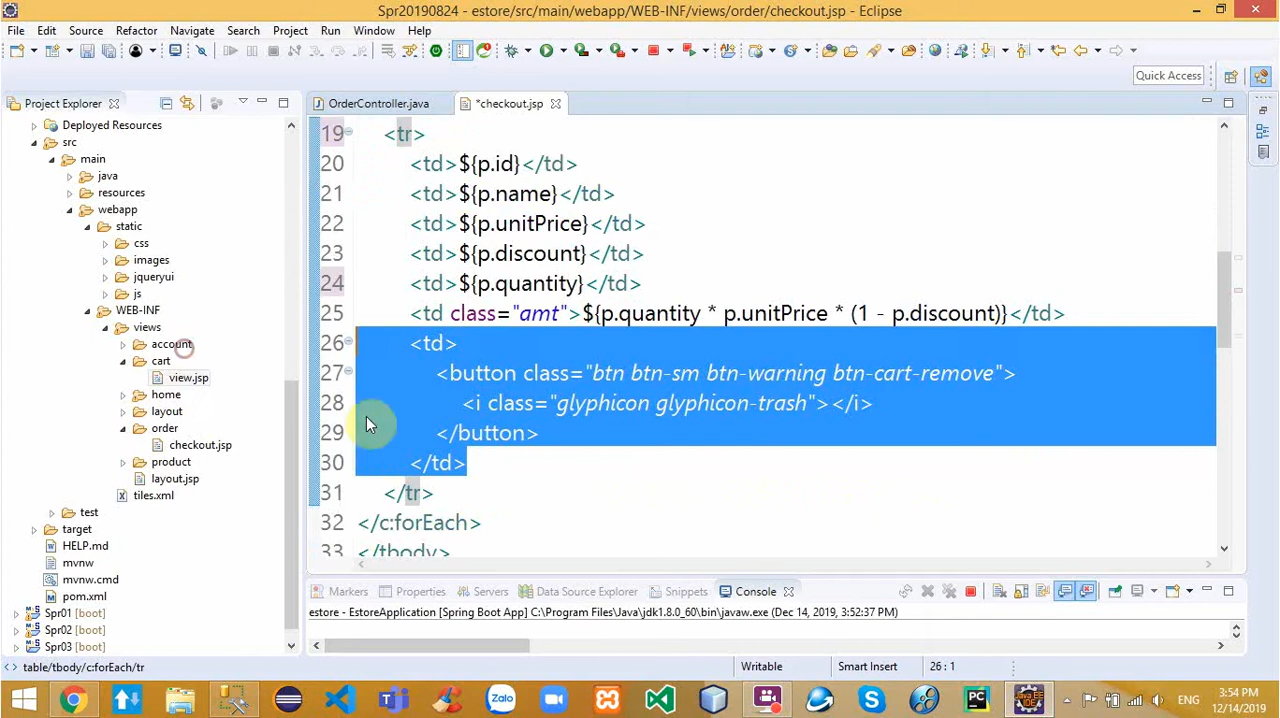 Spr20190824 - estore/src/main/webapp/WEB-INF/views/order/checkout.jsp - Eclipse
File Edit Source Refactor Navigate Search Project Run Window Help
Quick Access
Project Explorer
OrderController.java
*checkout.jsp
Deployed Resources
src
main
java
resources
webapp
static
css
images
jqueryui
js
WEB-INF
views
account
cart
view.jsp
home
layout
order
checkout.jsp
product
layout.jsp
tiles.xml
test
target
HELP.md
mvnw
mvnw.cmd
pom.xml
Spr01 [boot]
Spr02 [boot]
Spr03 [boot]
19 <tr>
20 <td>${p.id}</td>
21 <td>${p.name}</td>
22 <td>${p.unitPrice}</td>
23 <td>${p.discount}</td>
24 <td>${p.quantity}</td>
25 <td class="amt">${p.quantity * p.unitPrice * (1 - p.discount)}</td>
26 <td>
27 <button class="btn btn-sm btn-warning btn-cart-remove">
28 <i class="glyphicon glyphicon-trash"></i>
29 </button>
30 </td>
31 </tr>
32 </c:forEach>
33 </tbody>
Markers Properties Servers Data Source Explorer Snippets Console
estore - EstoreApplication [Spring Boot App] C:\Program Files\Java\jdk1.8.0_60\bin\javaw.exe (Dec 14, 2019, 3:52:37 PM)
table/tbody/c:forEach/tr
Writable
Smart Insert
26 : 1
Zalo
PC
Java EE
IDE
ENG
3:54 PM
12/14/2019